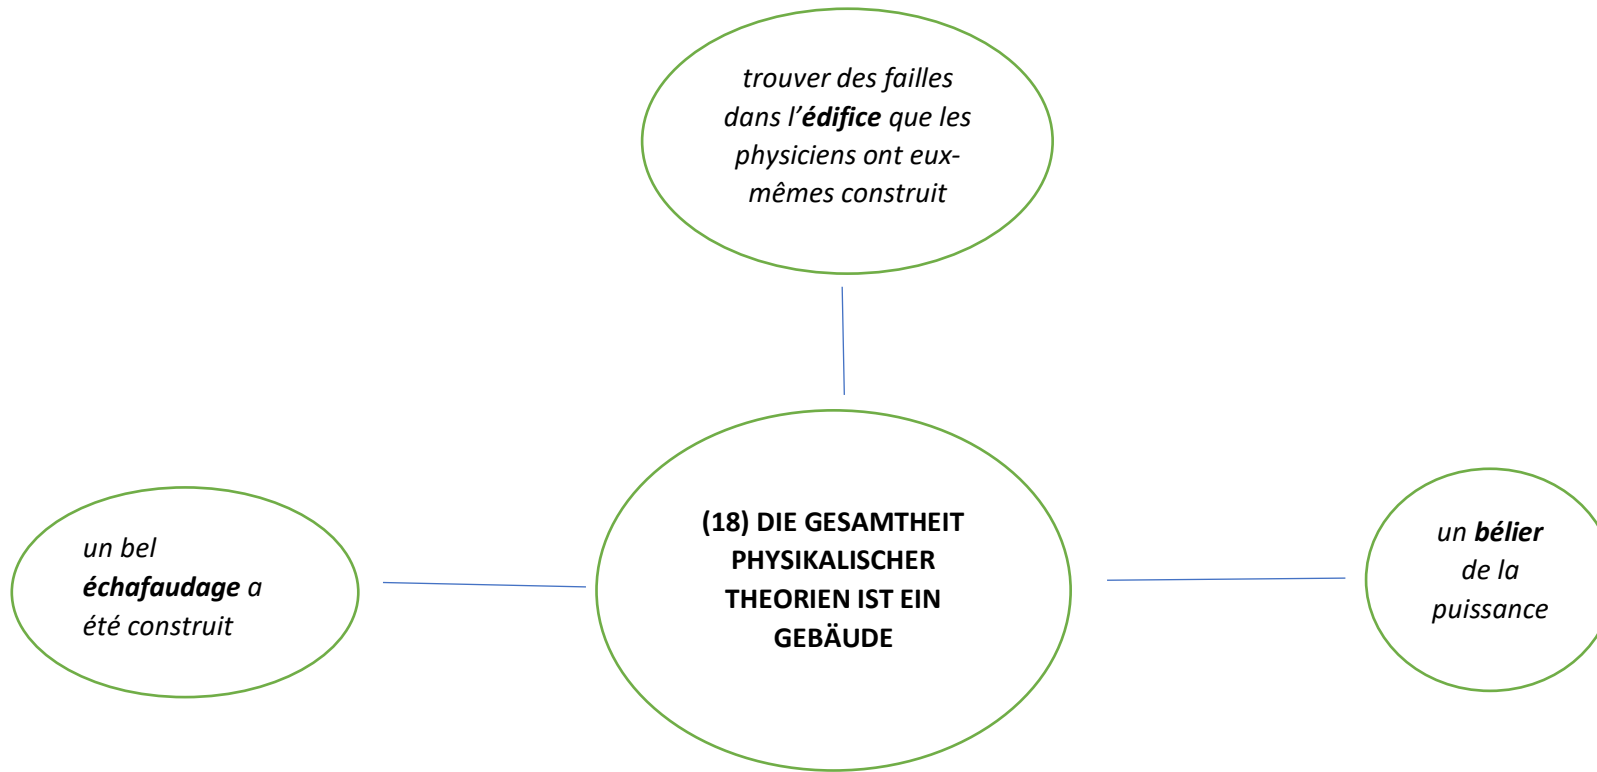 trouver des failles
dans l’édifice que les
physiciens ont eux-
mêmes construit
un bel
échafaudage a
été construit
(18) DIE GESAMTHEIT
PHYSIKALISCHER
THEORIEN IST EIN
GEBÄUDE
un bélier
de la
puissance